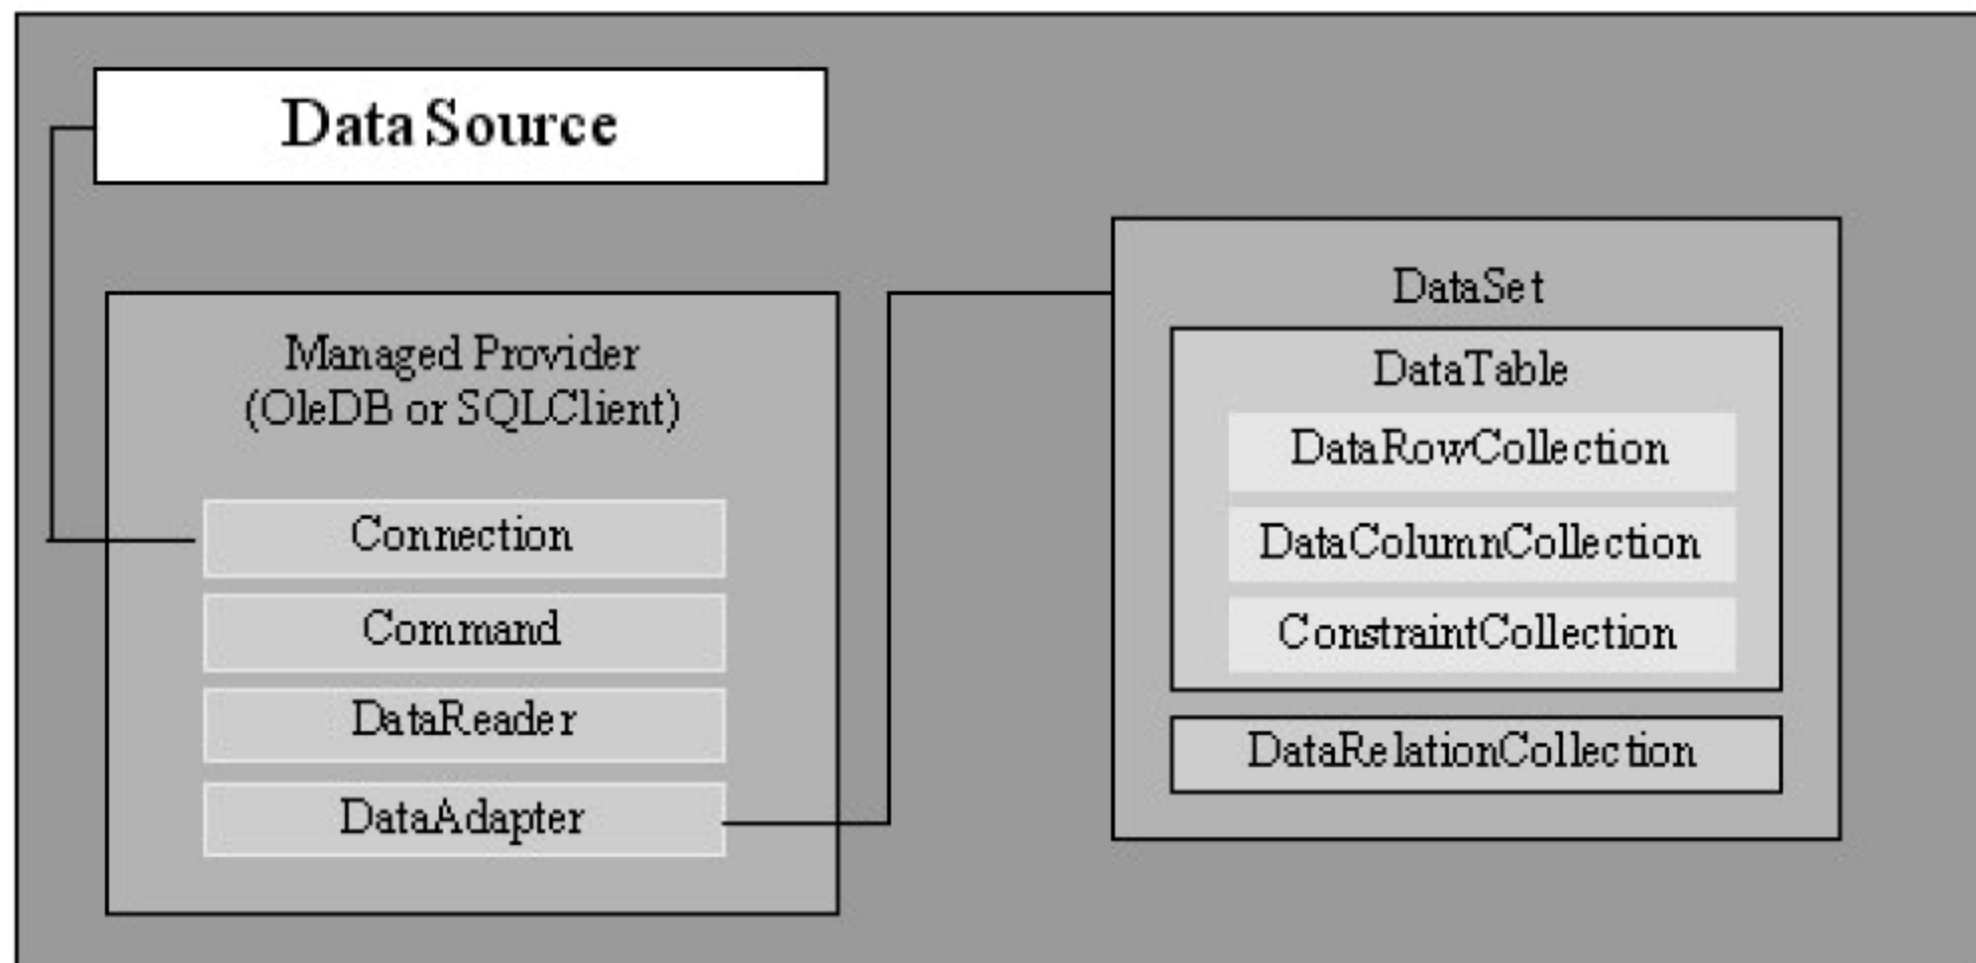 Data Source
Managed Provider
(OleDB or SQLClient)
Connection
Command
DataReader
DataAdapter
DataSet
DataTable
DataRowCollection
DataColumnCollection
ConstraintCollection
DataRelationCollection